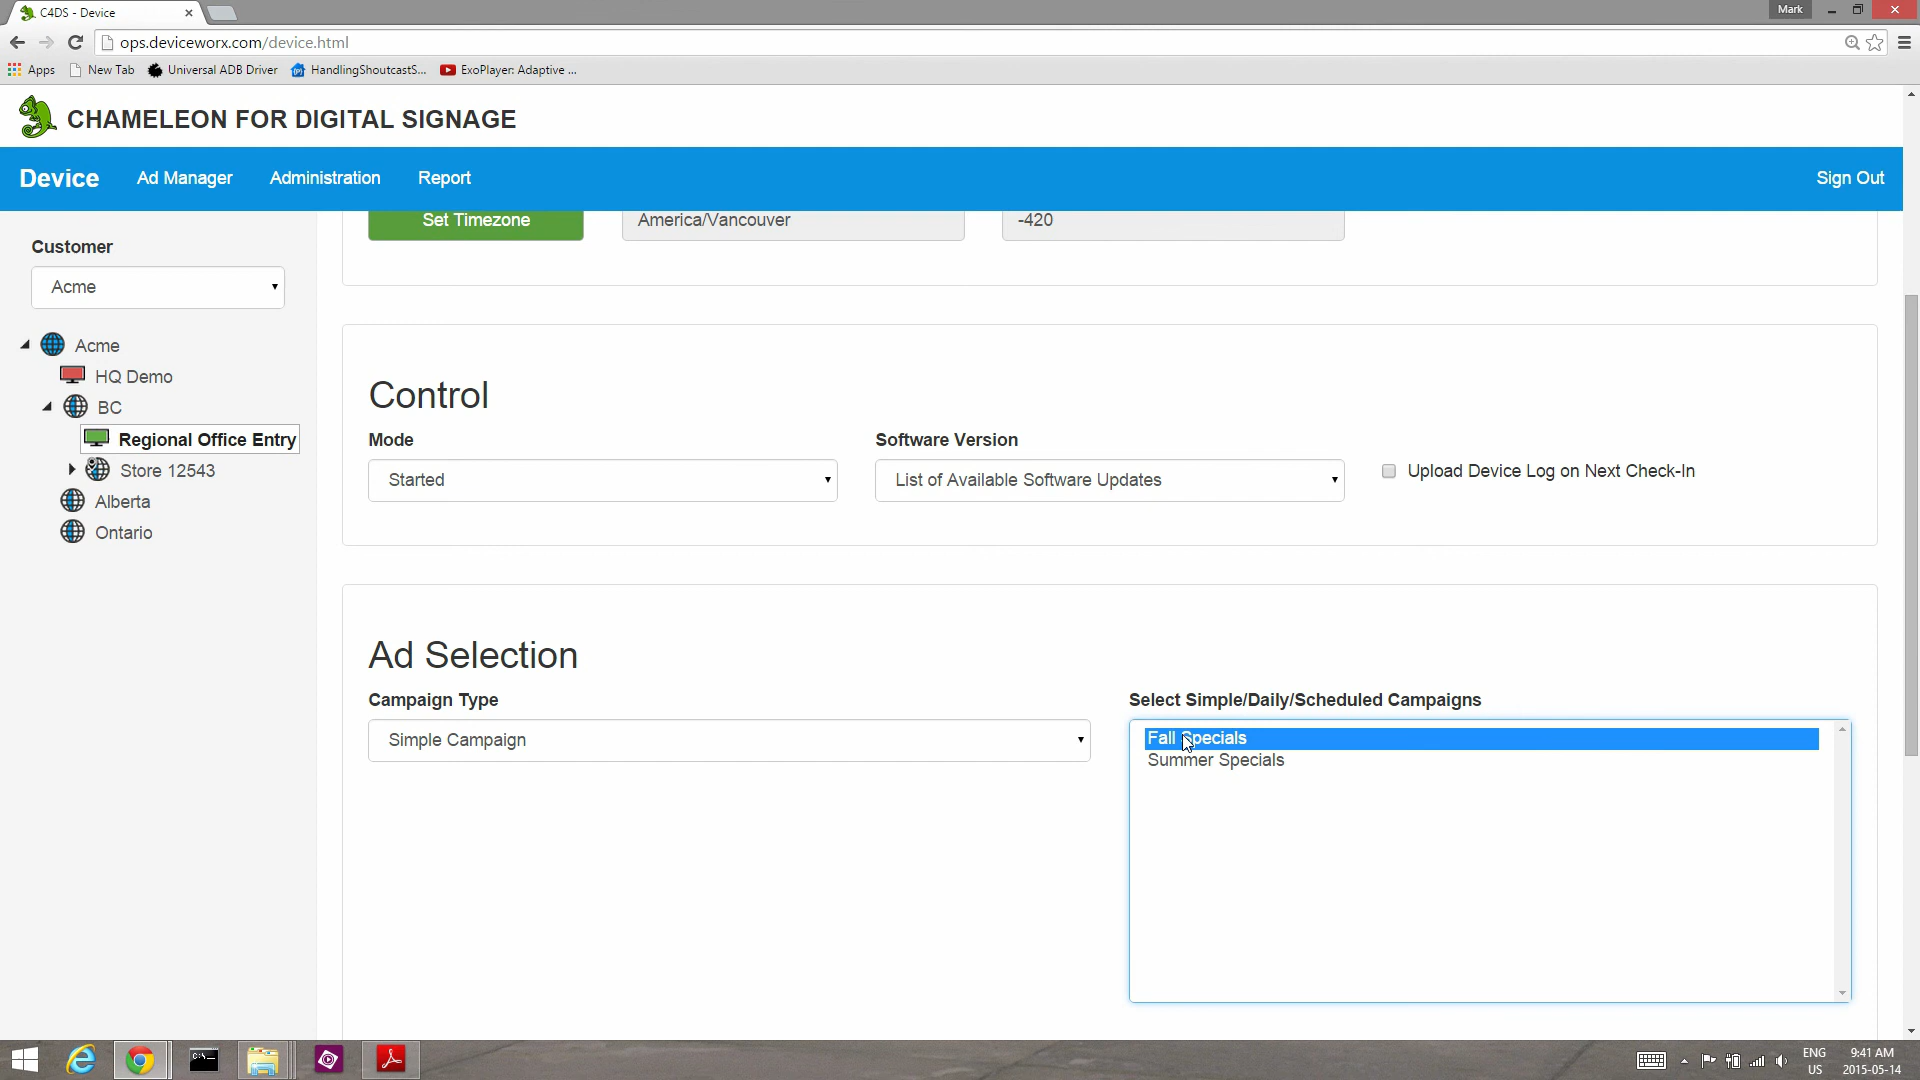 C4DS - Device
Mark
ops.deviceworx.com/device.html
Apps
New Tab
Universal ADB Driver
HandlingShoutcastS...
ExoPlayer: Adaptive ...
CHAMELEON FOR DIGITAL SIGNAGE
Device
Ad Manager
Administration
Report
Sign Out
Set Timezone
America/Vancouver
-420
Customer
Acme
Acme
HQ Demo
BC
Regional Office Entry
Store 12543
Alberta
Ontario
Control
Mode
Software Version
Started
List of Available Software Updates
Upload Device Log on Next Check-In
Ad Selection
Campaign Type
Select Simple/Daily/Scheduled Campaigns
Simple Campaign
Fall Specials
Summer Specials
ENG
US
9:41 AM
2015-05-14